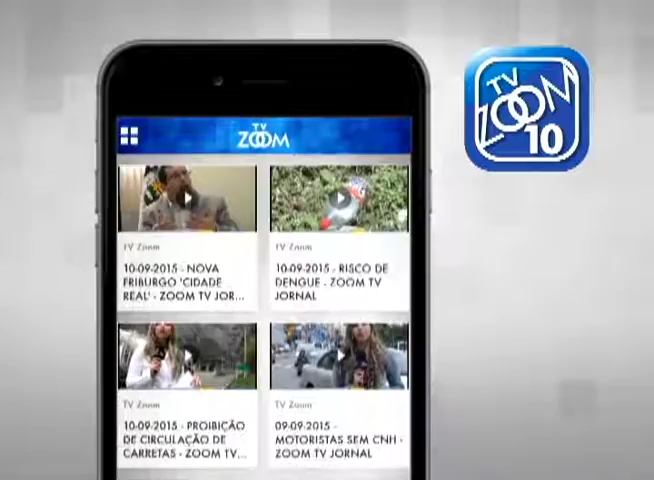 TV
ZOOM
TV
ZOOM
10
TV Zoom
10-09-2015 - NOVA
FRIBURGO 'CIDADE
REAL' - ZOOM TV JOR...
TV Zoom
10-09-2015 - RISCO DE
DENGUE - ZOOM TV
JORNAL
TV Zoom
10-09-2015 - PROIBIÇÃO
DE CIRCULAÇÃO DE
CARRETAS - ZOOM TV...
TV Zoom
09-09-2015 -
MOTORISTAS SEM CNH -
ZOOM TV JORNAL